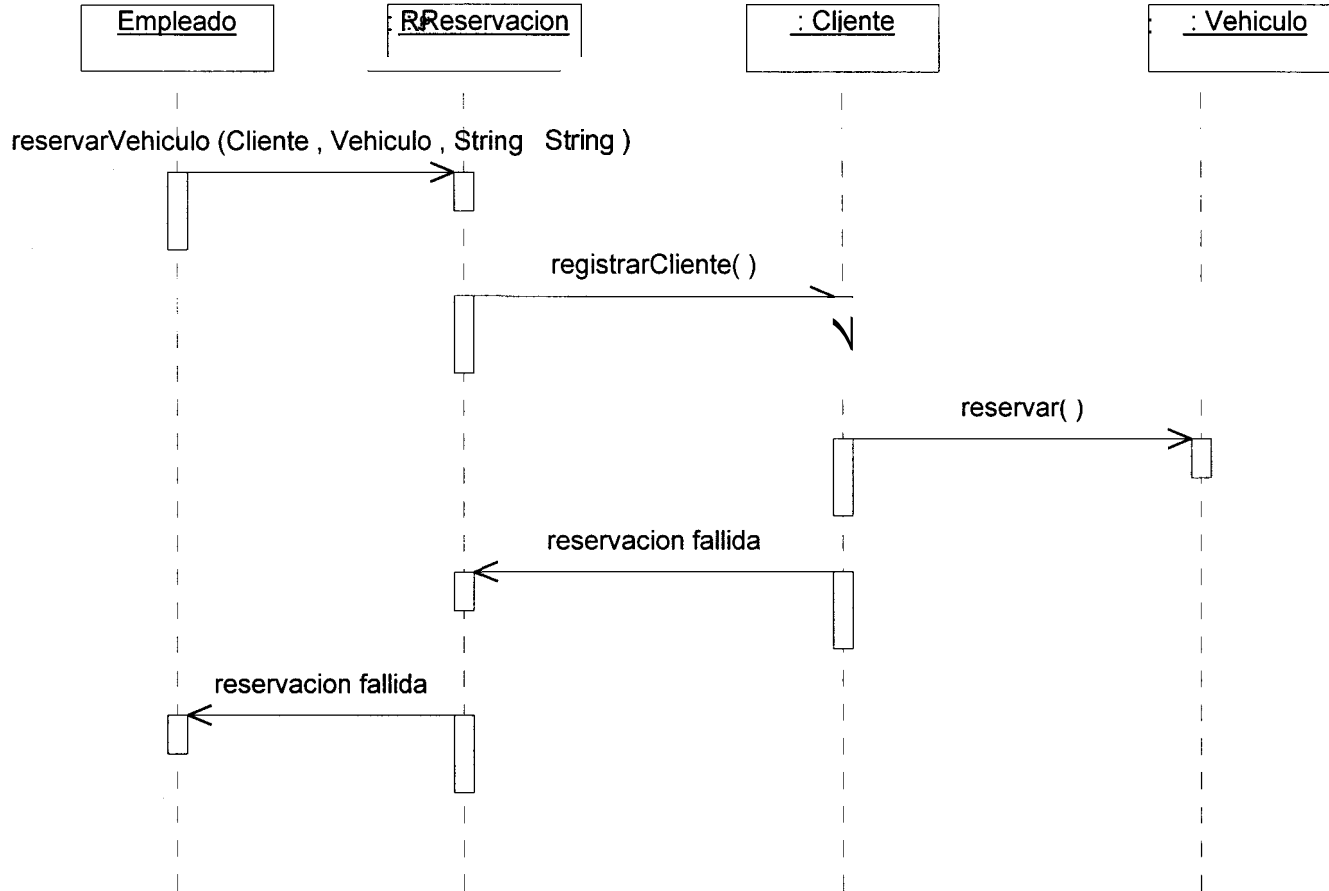 Empleado
: Reservacion
: Cliente
: Vehiculo
reservarVehiculo (Cliente , Vehiculo , String String )
registrarCliente( )
reservar( )
reservacion fallida
reservacion fallida